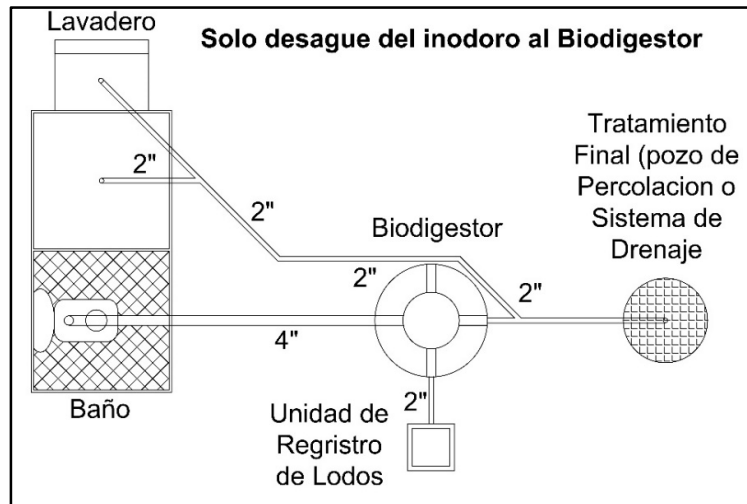 Lavadero
Solo desague del inodoro al Biodigestor
Tratamiento
Final (pozo de
Percolacion o
Sistema de
Drenaje
2"
2"
Biodigestor
2"
2"
4"
Baño
2"
Unidad de
Regristro
de Lodos